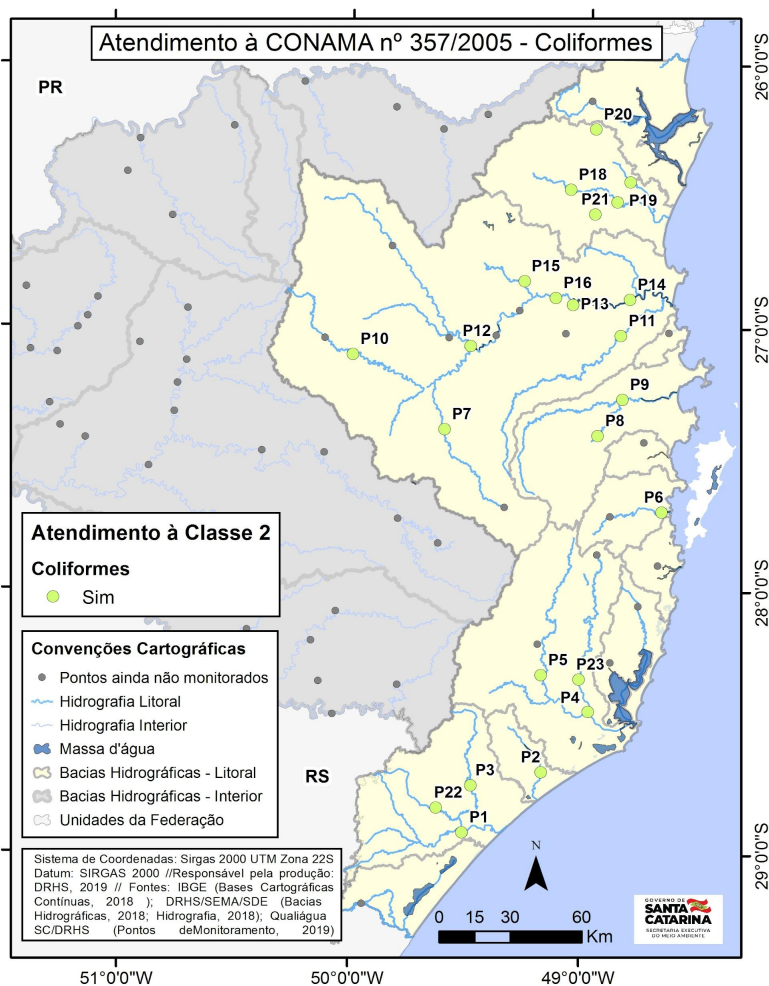 Atendimento à CONAMA nº 357/2005 - Coliformes
PR
26°0'0"S
P20
P18
P21
P19
P15
P16
P13
P14
27°0'0"S
P11
P12
P10
P9
P7
P8
P6
28°0'0"S
P5
P23
P4
P2
P3
P22
P1
RS
29°0'0"S
Atendimento à Classe 2
Coliformes
Sim
Convenções Cartográficas
Pontos ainda não monitorados
Hidrografia Litoral
Hidrografia Interior
Massa d'água
Bacias Hidrográficas - Litoral
Bacias Hidrográficas - Interior
Unidades da Federação
Sistema de Coordenadas: Sirgas 2000 UTM Zona 22S
Datum: SIRGAS 2000 //Responsável pela produção:
DRHS, 2019 // Fontes: IBGE (Bases Cartográficas
Contínuas, 2018 ); DRHS/SEMA/SDE (Bacias
Hidrográficas, 2018; Hidrografia, 2018); Qualiágua
SC/DRHS (Pontos deMonitoramento, 2019)
N
0 15 30 60
Km
GOVERNO DE
SANTA
CATARINA
SECRETARIA EXECUTIVA
DO MEIO AMBIENTE
51°0'0"W
50°0'0"W
49°0'0"W